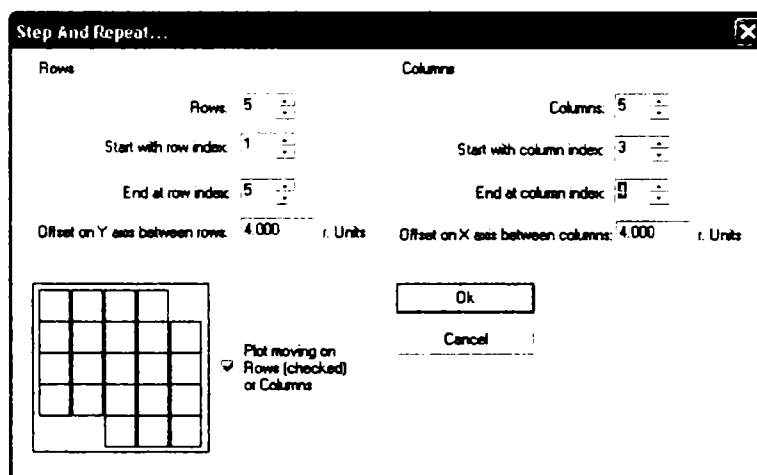 Step And Repeat...
Rows
Columns
Rows: 5
Columns: 5
Start with row index: 1
Start with column index: 3
End at row index: 5
End at column index: 4
Offset on Y axis between rows: 4.000 r. Units
Offset on X axis between columns: 4.000 r. Units
Ok
Cancel
Plot moving on
Rows (checked)
or Columns